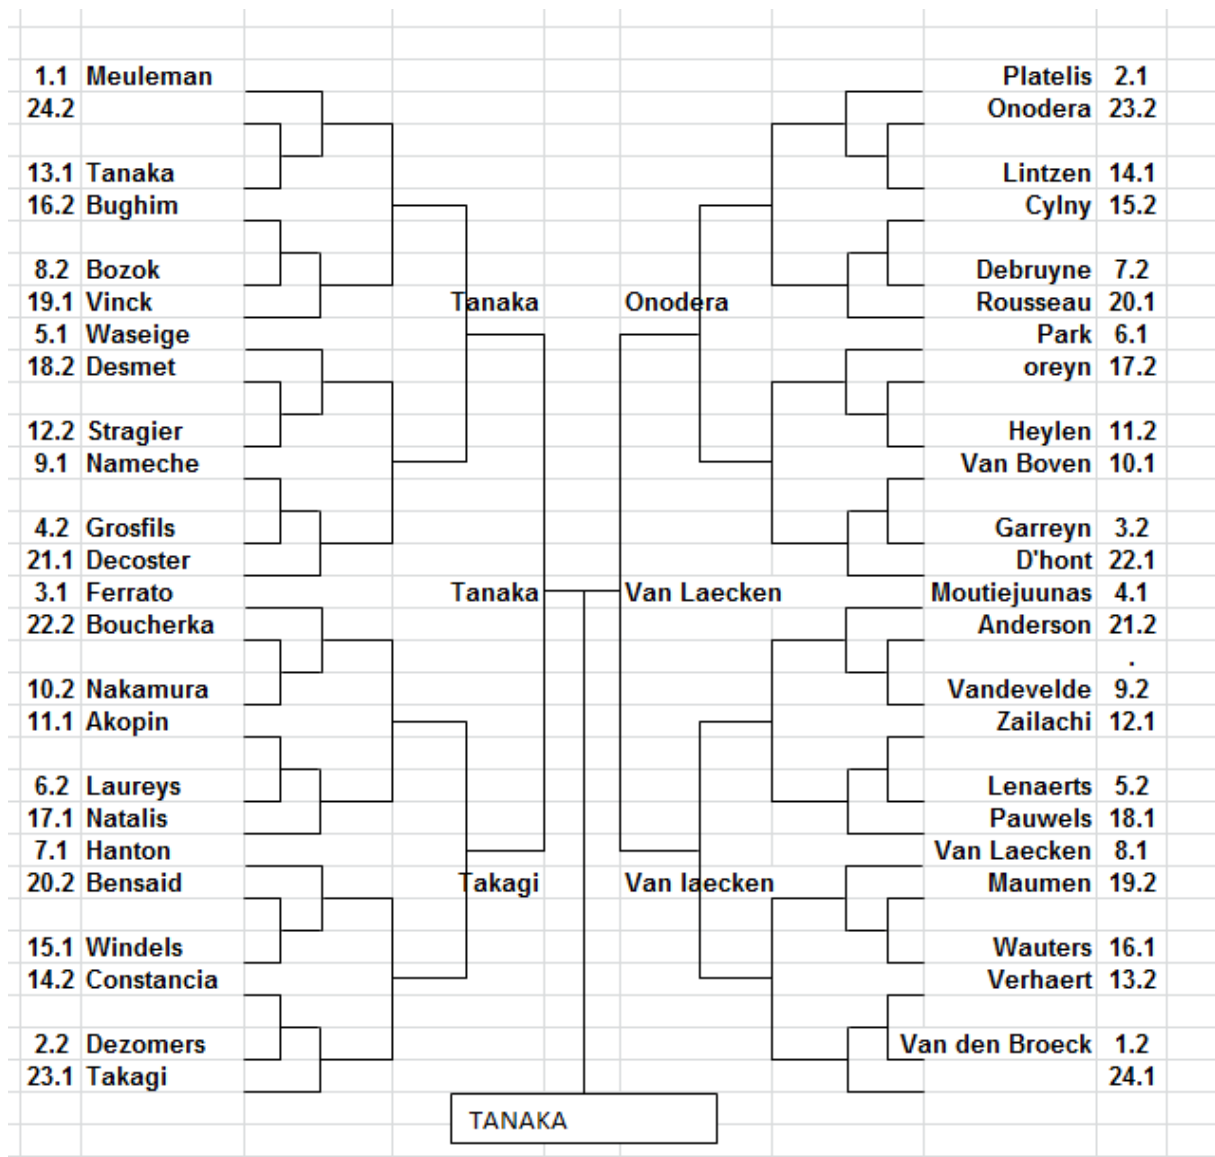 1.1 Meuleman Platelis 2.1
24.2 Onodera 23.2
13.1 Tanaka Lintzen 14.1
16.2 Bughim Cylny 15.2
8.2 Bozok Debruyne 7.2
19.1 Vinck Tanaka Onodera Rousseau 20.1
5.1 Waseige Park 6.1
18.2 Desmet oreyn 17.2
12.2 Stragier Heylen 11.2
9.1 Nameche Van Boven 10.1
4.2 Grosfils Garreyn 3.2
21.1 Decoster D'hont 22.1
3.1 Ferrato Tanaka Van Laecken Moutiejuunas 4.1
22.2 Boucherka Anderson 21.2
.
10.2 Nakamura Vandevelde 9.2
11.1 Akopin Zailachi 12.1
6.2 Laureys Lenaerts 5.2
17.1 Natalis Pauwels 18.1
7.1 Hanton Van Laecken 8.1
20.2 Bensaid Takagi Van laecken Maumen 19.2
15.1 Windels Wauters 16.1
14.2 Constancia Verhaert 13.2
2.2 Dezomers Van den Broeck 1.2
23.1 Takagi 24.1
TANAKA